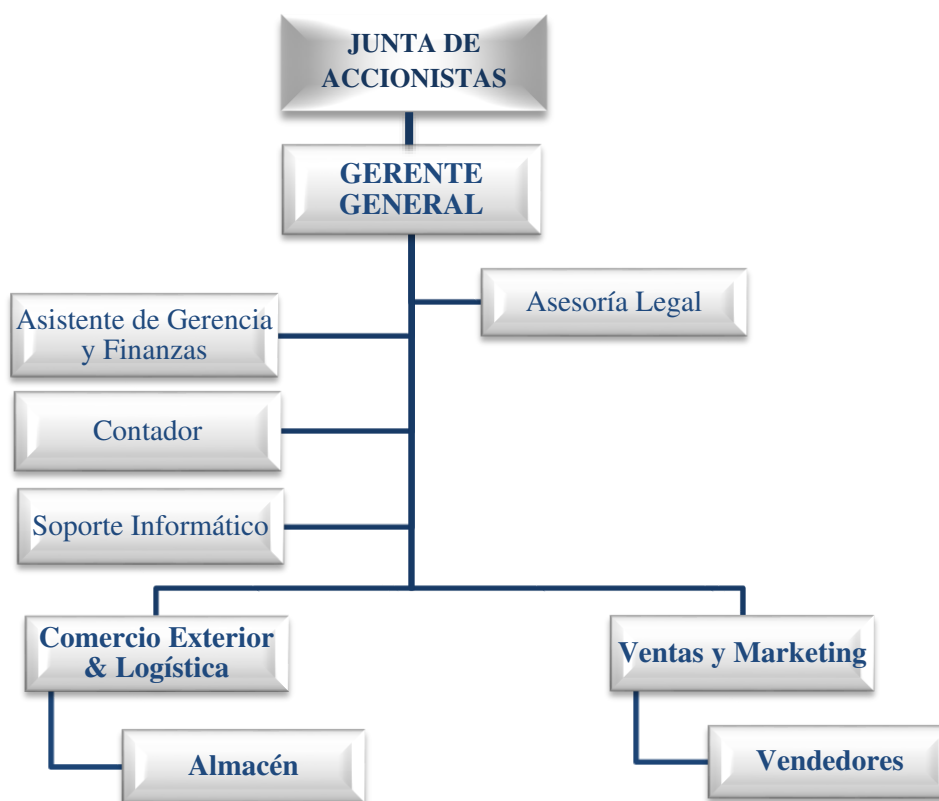 JUNTA DE
ACCIONISTAS
GERENTE
GENERAL
Asesoría Legal
Asistente de Gerencia
y Finanzas
Contador
Soporte Informático
Comercio Exterior
& Logística
Ventas y Marketing
Almacén
Vendedores